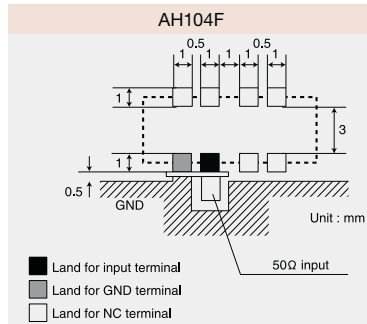 AH104F
0.5 0.5
1 1 1 1 1
1
3
1
0.5
GND
Unit : mm
50Ω input
Land for input terminal
Land for GND terminal
Land for NC terminal